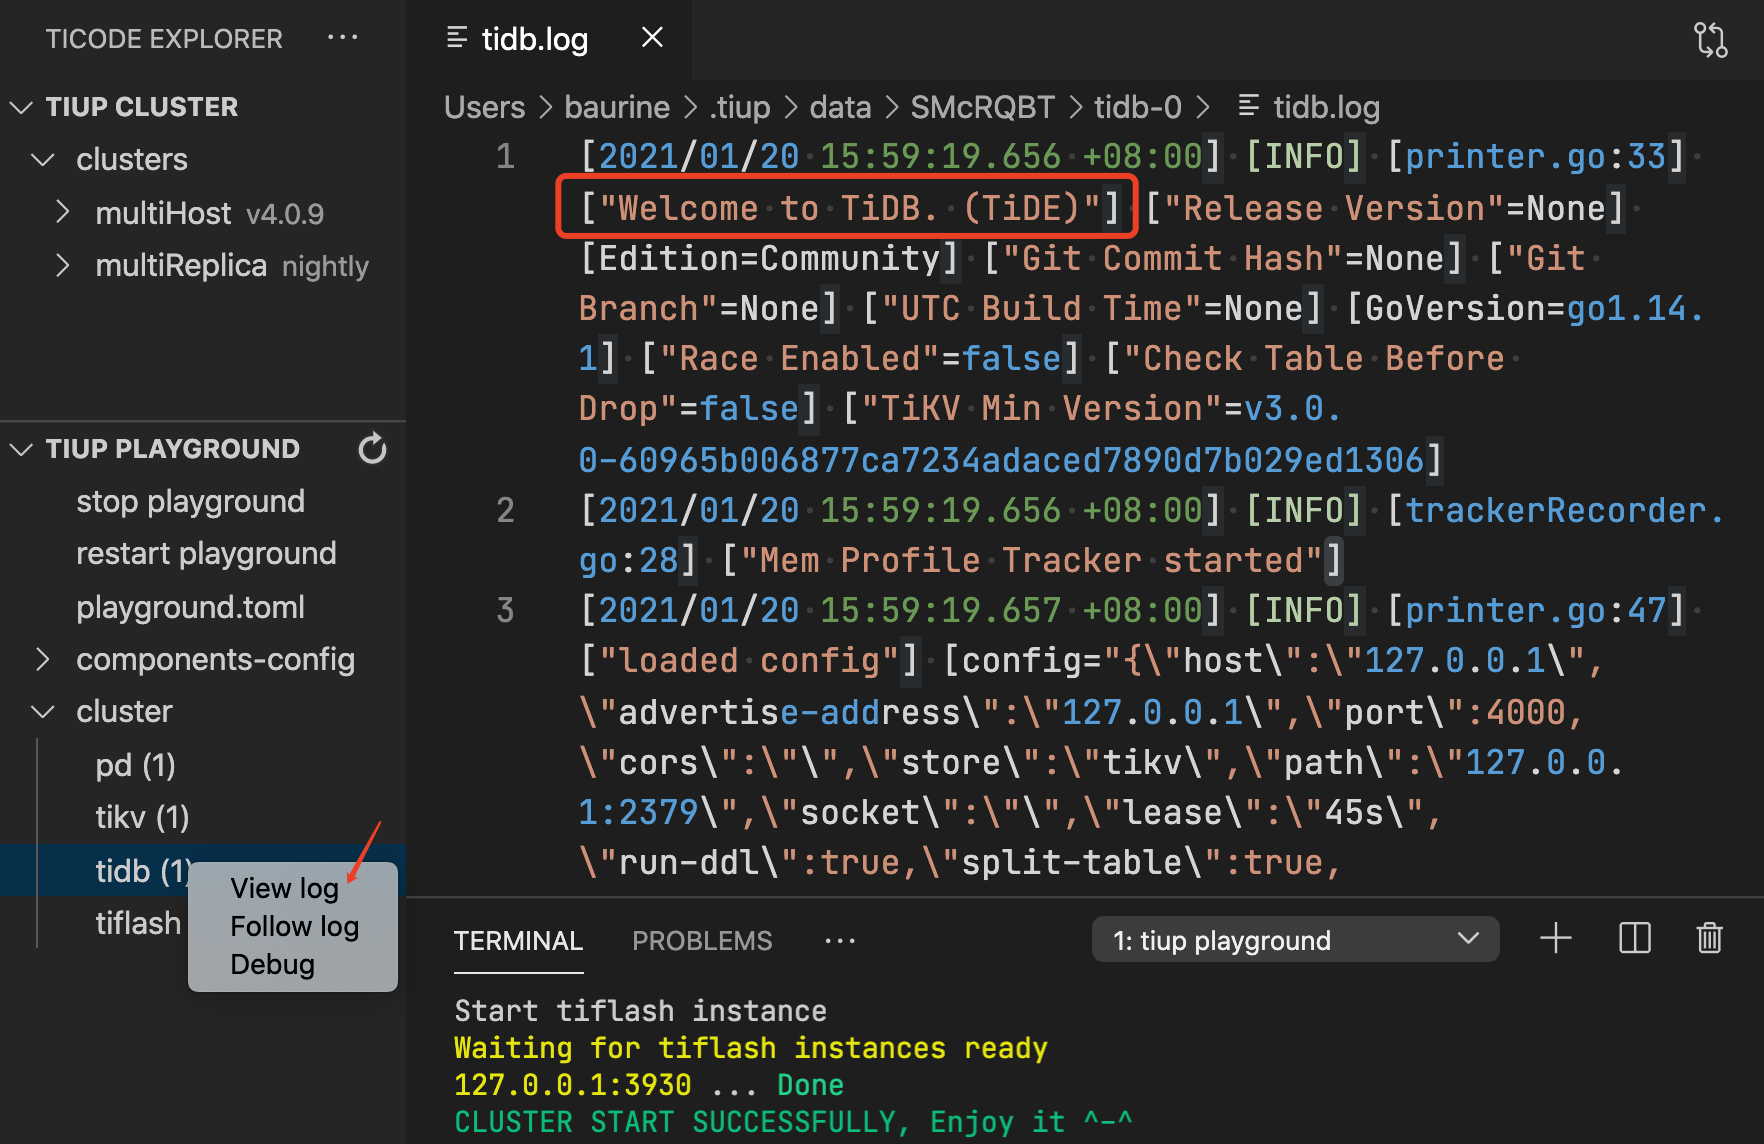 TICODE EXPLORER ···
TIUP CLUSTER
clusters
multiHost v4.0.9
multiReplica nightly
TIUP PLAYGROUND
stop playground
restart playground
playground.toml
components-config
cluster
pd (1)
tikv (1)
tidb (1)
tiflash
View log
Follow log
Debug
tidb.log
Users > baurine > .tiup > data > SMcRQBT > tidb-0 > tidb.log
1 [2021/01/20 15:59:19.656 +08:00] [INFO] [printer.go:33]
["Welcome to TiDB. (TiDE)"] ["Release Version"=None]
[Edition=Community] ["Git Commit Hash"=None] ["Git
Branch"=None] ["UTC Build Time"=None] [GoVersion=go1.14.
1] ["Race Enabled"=false] ["Check Table Before
Drop"=false] ["TiKV Min Version"=v3.0.
0-60965b006877ca7234adaced7890d7b029ed1306]
2 [2021/01/20 15:59:19.656 +08:00] [INFO] [trackerRecorder.
go:28] ["Mem Profile Tracker started"]
3 [2021/01/20 15:59:19.657 +08:00] [INFO] [printer.go:47]
["loaded config"] [config="{\"host\":\"127.0.0.1\",
\"advertise-address\":\"127.0.0.1\",\"port\":4000,
\"cors\":\"\",\"store\":\"tikv\",\"path\":\"127.0.0.
1:2379\",\"socket\":\"\",\"lease\":\"45s\",
\"run-ddl\":true,\"split-table\":true,
TERMINAL PROBLEMS ··· 1: tiup playground
Start tiflash instance
Waiting for tiflash instances ready
127.0.0.1:3930 ... Done
CLUSTER START SUCCESSFULLY, Enjoy it ^-^